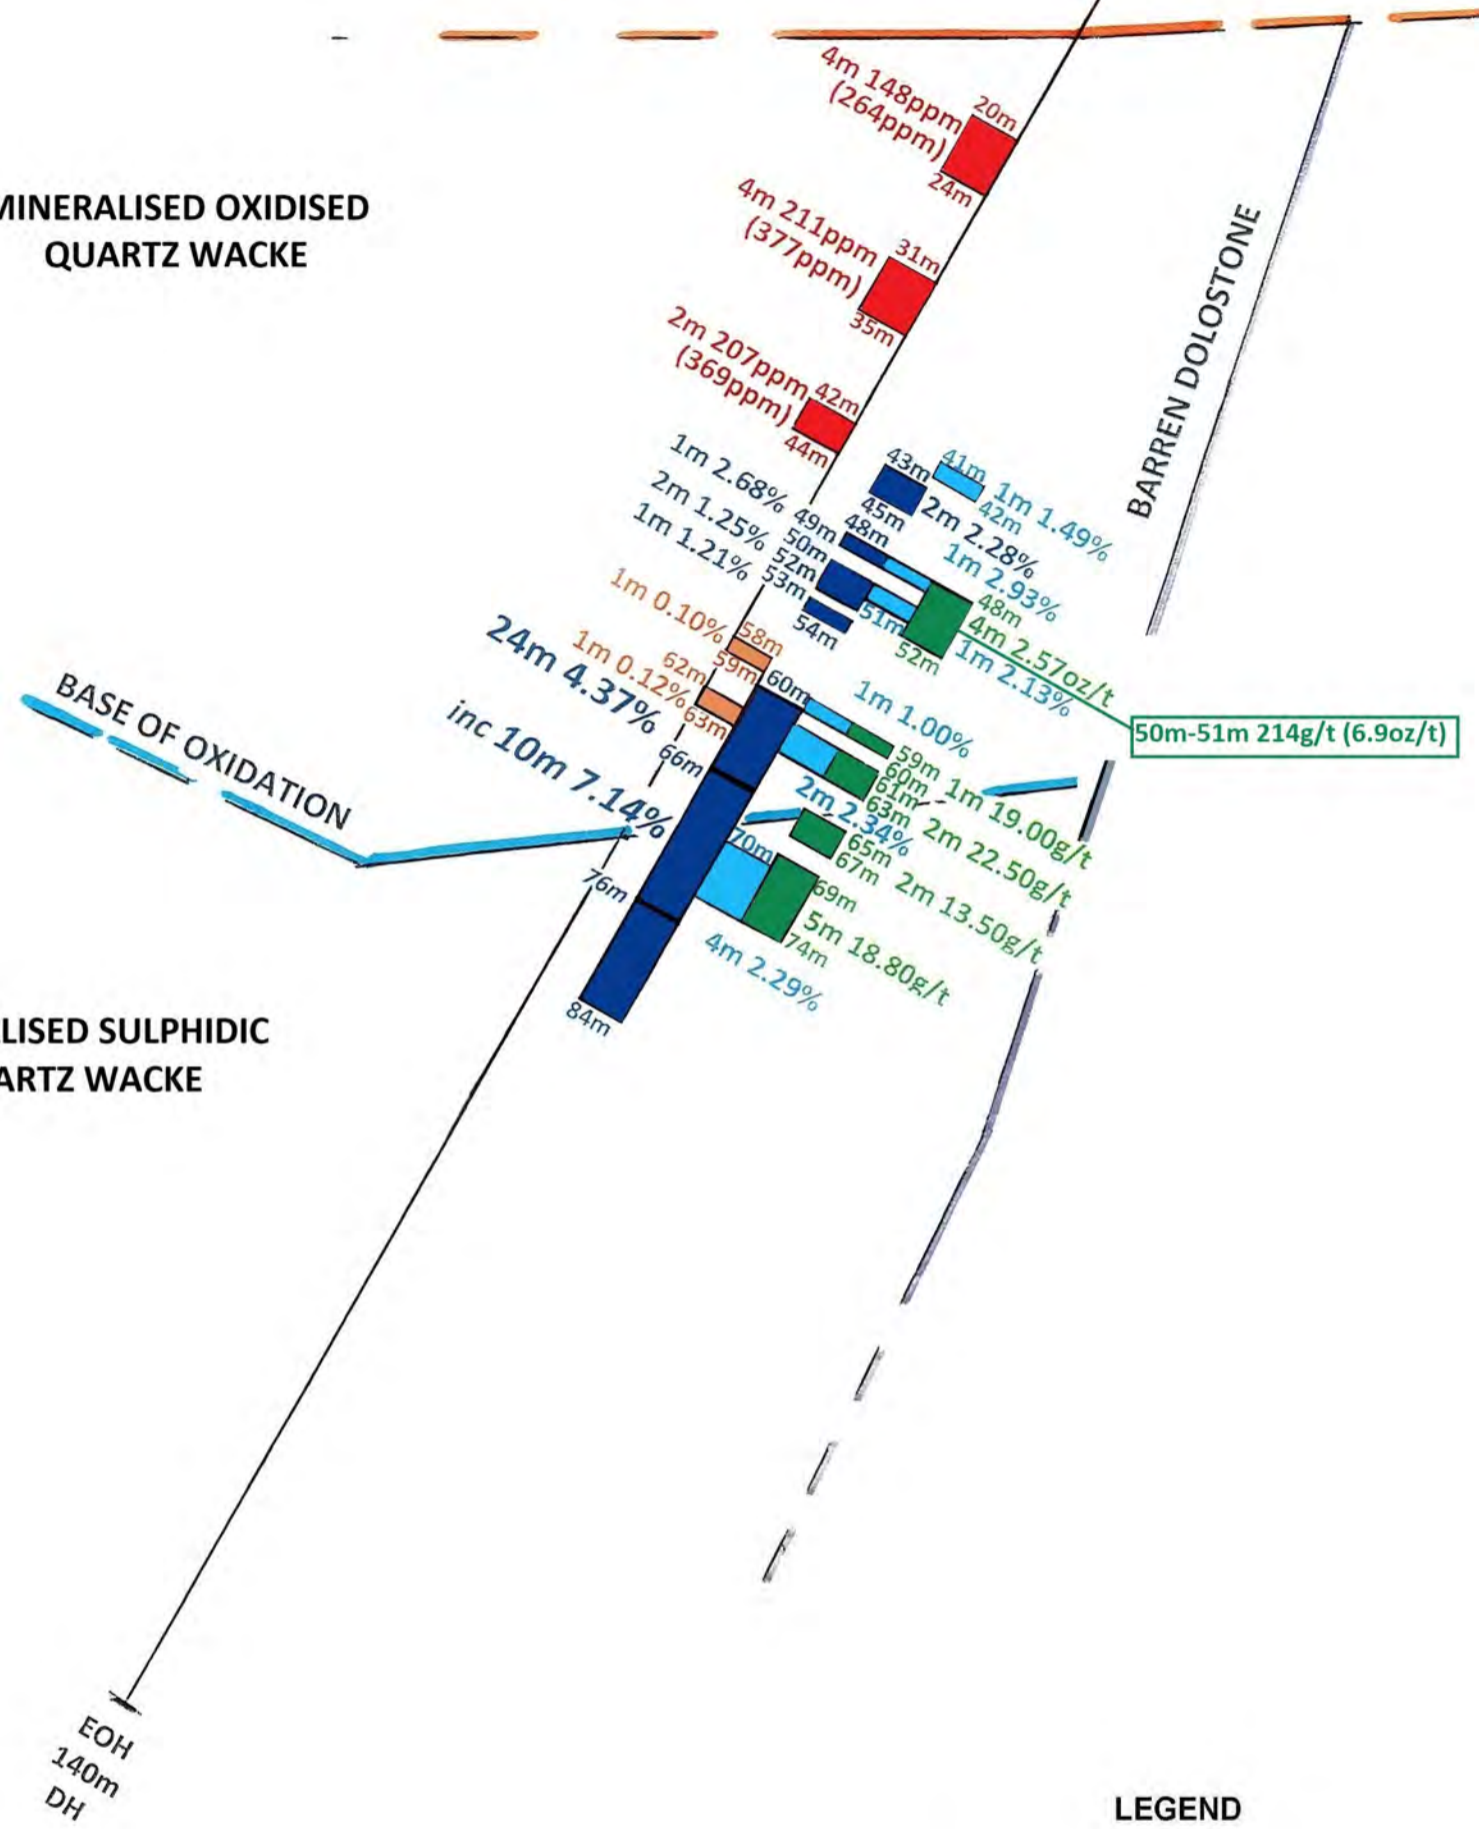 4m 148ppm
(264ppm)
20m
24m
MINERALISED OXIDISED
QUARTZ WACKE
4m 211ppm
(377ppm)
31m
35m
BARREN DOLOSTONE
2m 207ppm
(369ppm)
42m
44m
1m 2.68%
2m 1.25%
1m 1.21%
49m
50m
52m
53m
54m
43m
45m
2m 2.28%
41m
42m
1m 1.49%
48m
1m 2.93%
51m
48m
52m
4m 2.57oz/t
1m 2.13%
50m-51m 214g/t (6.9oz/t)
1m 0.10%
58m
59m
1m 0.12%
62m
63m
24m 4.37%
inc 10m 7.14%
60m
66m
76m
84m
1m 1.00%
59m
60m
1m 19.00g/t
61m
63m
2m 22.50g/t
2m 2.34%
65m
67m
2m 13.50g/t
70m
69m
74m
5m 18.80g/t
4m 2.29%
BASE OF OXIDATION
LISED SULPHIDIC
ARTZ WACKE
EOH
140m
DH
LEGEND